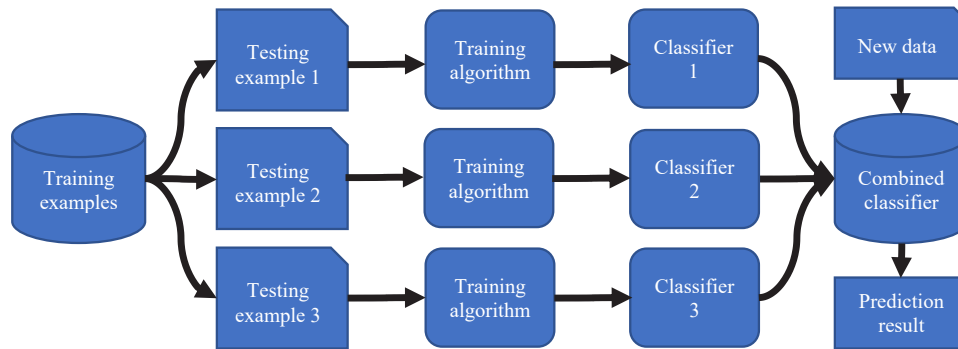 Training
examples
Testing
example 1
Training
algorithm
Classifier
1
Testing
example 2
Training
algorithm
Classifier
2
Testing
example 3
Training
algorithm
Classifier
3
New data
Combined
classifier
Prediction
result